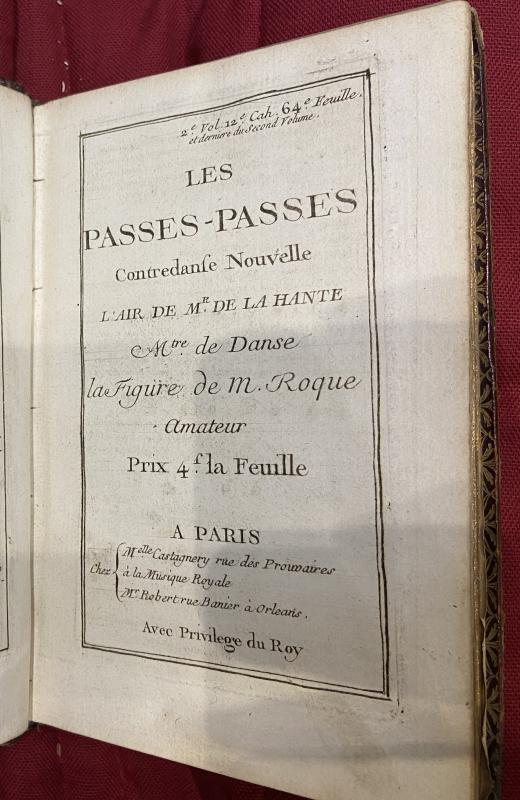 2.e Vol. 12.e Cah. 64.e Feuille.
et derniere du Second Volume.
LES
PASSES-PASSES
Contredanse Nouvelle
L'AIR DE M.R DE LA HANTE
M.tre de Danse
la Figure de M. Roque
Amateur
Prix 4.f la Feuille
A PARIS
Chez { M.elle Castagnery rue des Prouvaires
à la Musique Royale
M.r Robert rue Banier à Orleans.
Avec Privilege du Roy